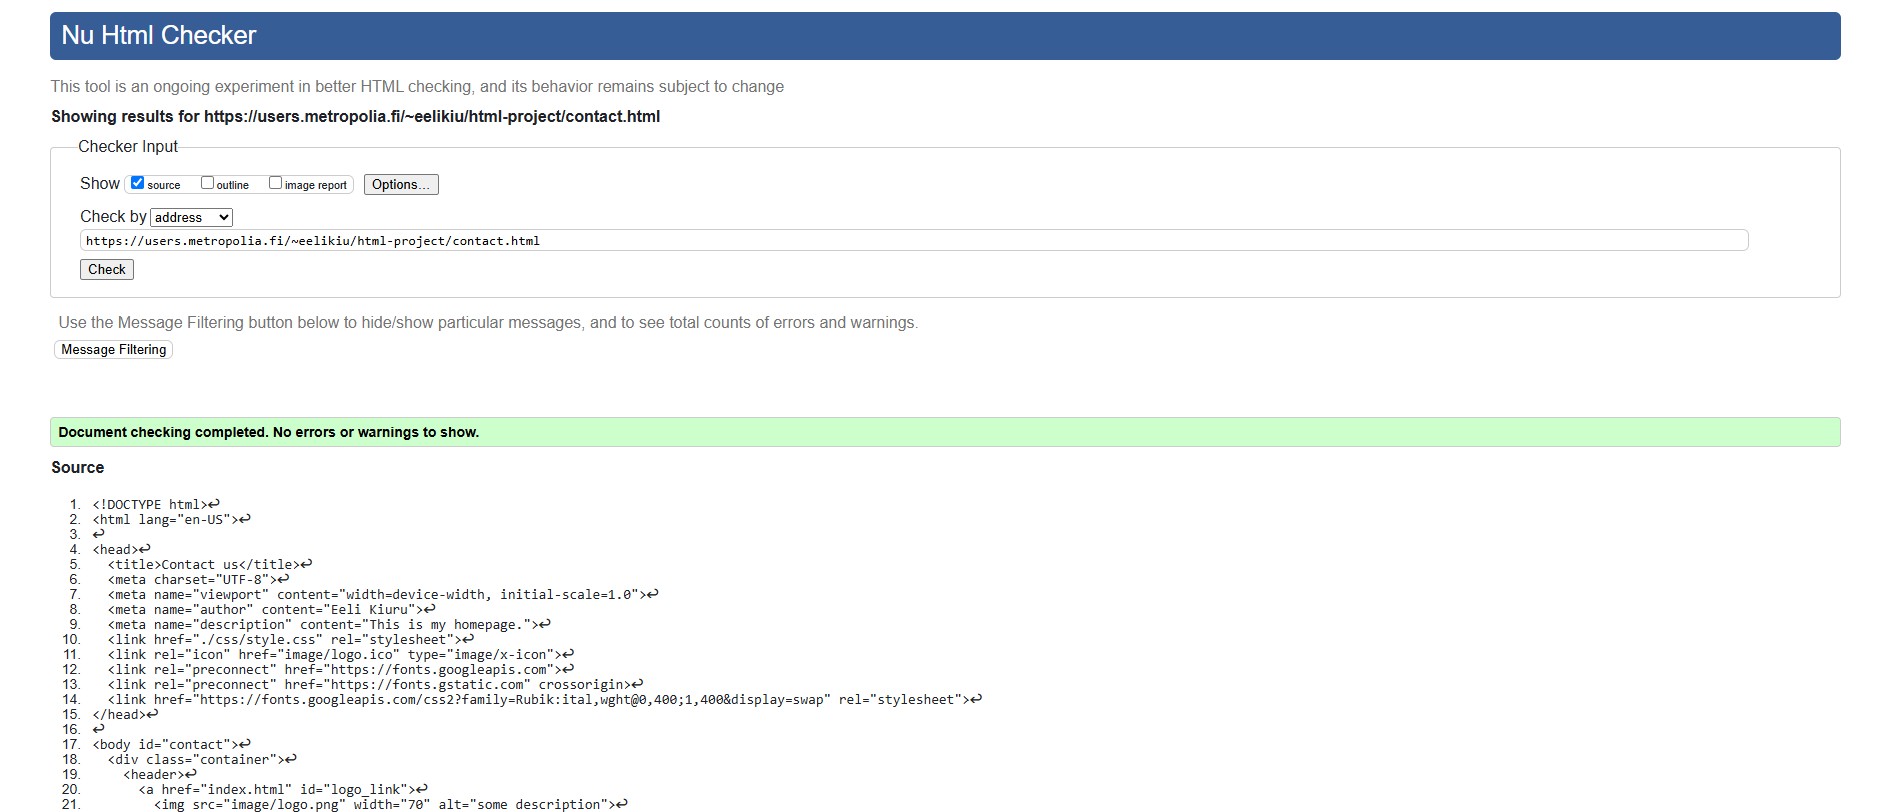 Nu Html Checker
This tool is an ongoing experiment in better HTML checking, and its behavior remains subject to change
Showing results for https://users.metropolia.fi/~eelikiu/html-project/contact.html
Checker Input
Show source outline image report Options...
Check by address
https://users.metropolia.fi/~eelikiu/html-project/contact.html
Check
Use the Message Filtering button below to hide/show particular messages, and to see total counts of errors and warnings.
Message Filtering
Document checking completed. No errors or warnings to show.
Source
1. <!DOCTYPE html>↩
2. <html lang="en-US">↩
3. ↩
4. <head>↩
5. <title>Contact us</title>↩
6. <meta charset="UTF-8">↩
7. <meta name="viewport" content="width=device-width, initial-scale=1.0">↩
8. <meta name="author" content="Eeli Kiuru">↩
9. <meta name="description" content="This is my homepage.">↩
10. <link href="./css/style.css" rel="stylesheet">↩
11. <link rel="icon" href="image/logo.ico" type="image/x-icon">↩
12. <link rel="preconnect" href="https://fonts.googleapis.com">↩
13. <link rel="preconnect" href="https://fonts.gstatic.com" crossorigin>↩
14. <link href="https://fonts.googleapis.com/css2?family=Rubik:ital,wght@0,400;1,400&display=swap" rel="stylesheet">↩
15. </head>↩
16. ↩
17. <body id="contact">↩
18. <div class="container">↩
19. <header>↩
20. <a href="index.html" id="logo_link">↩
21. <img src="image/logo.png" width="70" alt="some description">↩